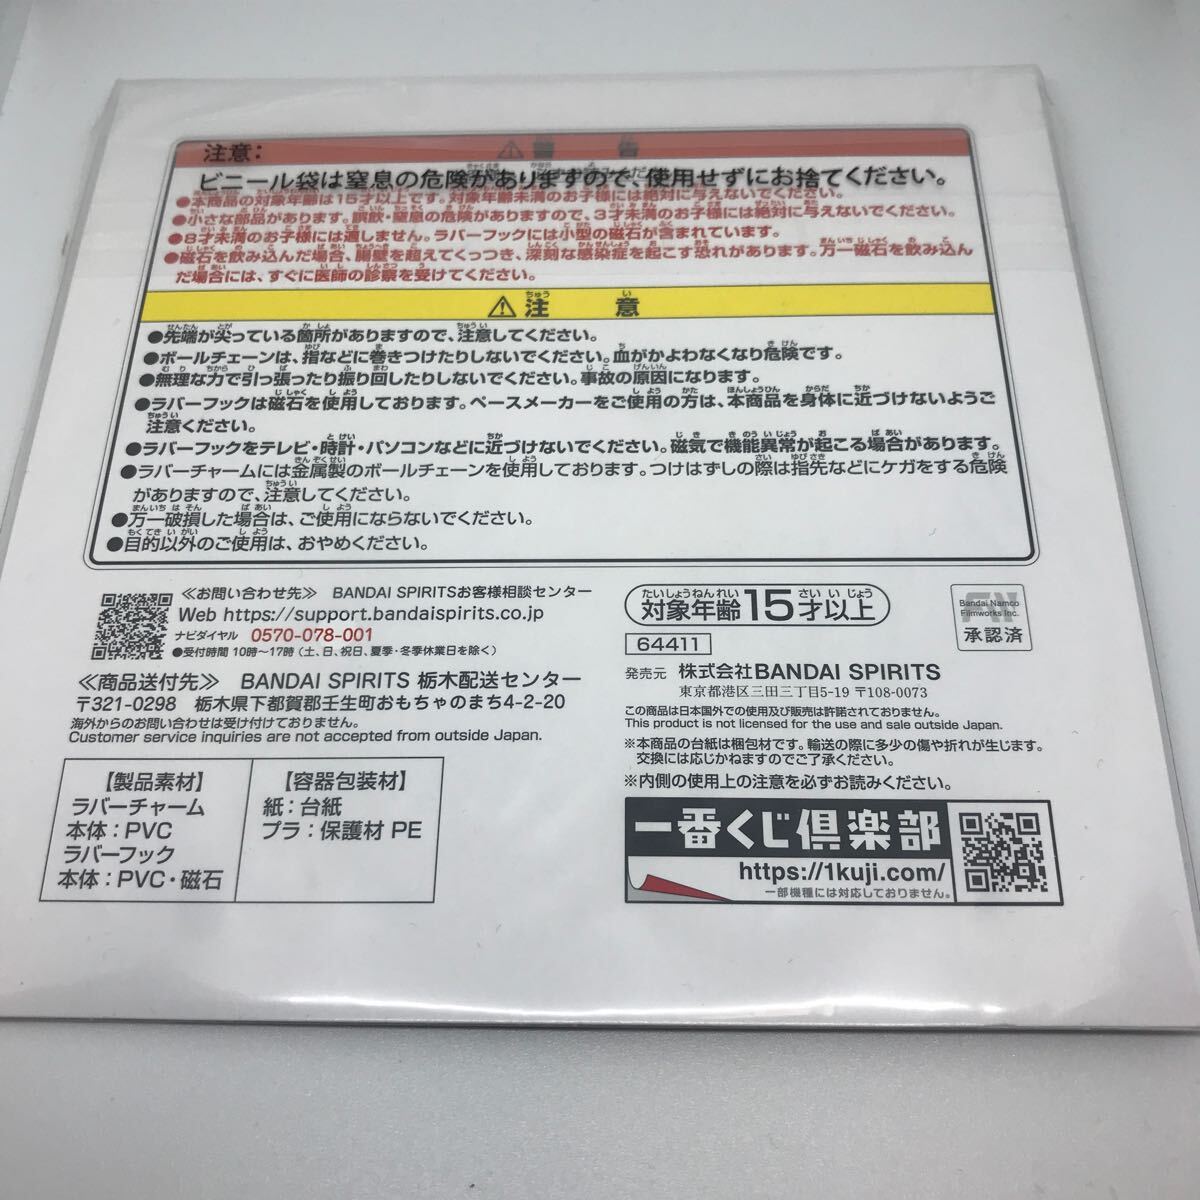 注意:
⚠警告
ビニール袋は窒息の危険がありますので、使用せずにお捨てください。
●本商品の対象年齢は15才以上です。対象年齢未満のお子様には絶対に与えないでください。
●小さな部品があります。誤飲・窒息の危険がありますので、3才未満のお子様には絶対に与えないでください。
●8才未満のお子様には適しません。ラバーフックには小型の磁石が含まれています。
●磁石を飲み込んだ場合、腸壁を超えてくっつき、深刻な感染症を起こす恐れがあります。万一磁石を飲み込ん
だ場合には、すぐに医師の診察を受けてください。
⚠注意
●先端が尖っている箇所がありますので、注意してください。
●ボールチェーンは、指などに巻きつけたりしないでください。血がかよわなくなり危険です。
●無理な力で引っ張ったり振り回したりしないでください。事故の原因になります。
●ラバーフックは磁石を使用しております。ペースメーカーをご使用の方は、本商品を身体に近づけないようご
注意ください。
●ラバーフックをテレビ・時計・パソコンなどに近づけないでください。磁気で機能異常が起こる場合があります。
●ラバーチャームには金属製のボールチェーンを使用しております。つけはずしの際は指先などにケガをする危険
がありますので、注意してください。
●万一破損した場合は、ご使用にならないでください。
●目的以外のご使用は、おやめください。
≪お問い合わせ先≫ BANDAI SPIRITSお客様相談センター
Web https://support.bandaispirits.co.jp
ナビダイヤル 0570-078-001
●受付時間 10時〜17時(土、日、祝日、夏季・冬季休業日を除く)
≪商品送付先≫ BANDAI SPIRITS 栃木配送センター
〒321-0298 栃木県下都賀郡壬生町おもちゃのまち4-2-20
海外からのお問い合わせは受け付けておりません。
Customer service inquiries are not accepted from outside Japan.
【製品素材】
ラバーチャーム
本体:PVC
ラバーフック
本体:PVC・磁石
【容器包装材】
紙:台紙
プラ:保護材 PE
対象年齢15才以上
たいしょうねんれい さい いじょう
64411
Bandai Namco
Filmworks Inc.
承認済
発売元 株式会社BANDAI SPIRITS
東京都港区三田三丁目5-19 〒108-0073
この商品は日本国外での使用及び販売は許諾されておりません。
This product is not licensed for the use and sale outside Japan.
※本商品の台紙は梱包材です。輸送の際に多少の傷や折れが生じます。
交換には応じかねますのでご了承ください。
※内側の使用上の注意を必ずお読みください。
一番くじ倶楽部
https://1kuji.com/
一部機種には対応しておりません。